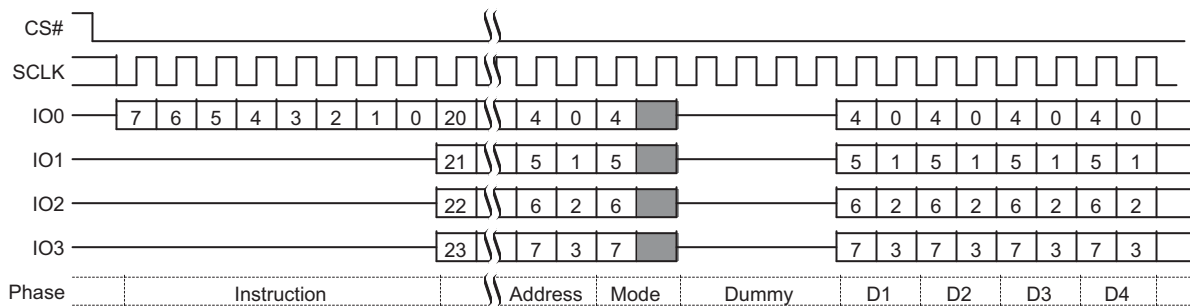 CS#
SCLK
IO0 7 6 5 4 3 2 1 0 20 4 0 4 4 0 4 0 4 0 4 0
IO1 21 5 1 5 5 1 5 1 5 1 5 1
IO2 22 6 2 6 6 2 6 2 6 2 6 2
IO3 23 7 3 7 7 3 7 3 7 3 7 3
Phase Instruction Address Mode Dummy D1 D2 D3 D4